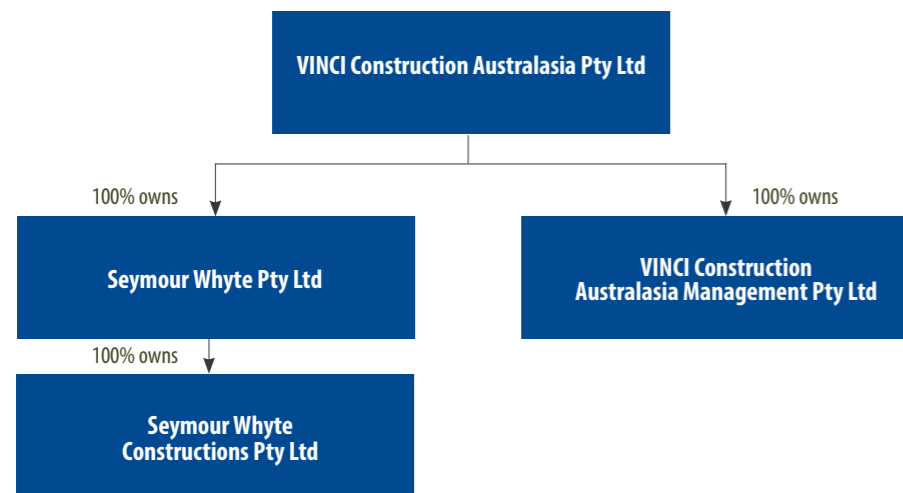 VINCI Construction Australasia Pty Ltd
100% owns
100% owns
Seymour Whyte Pty Ltd
VINCI Construction
Australasia Management Pty Ltd
100% owns
Seymour Whyte
Constructions Pty Ltd